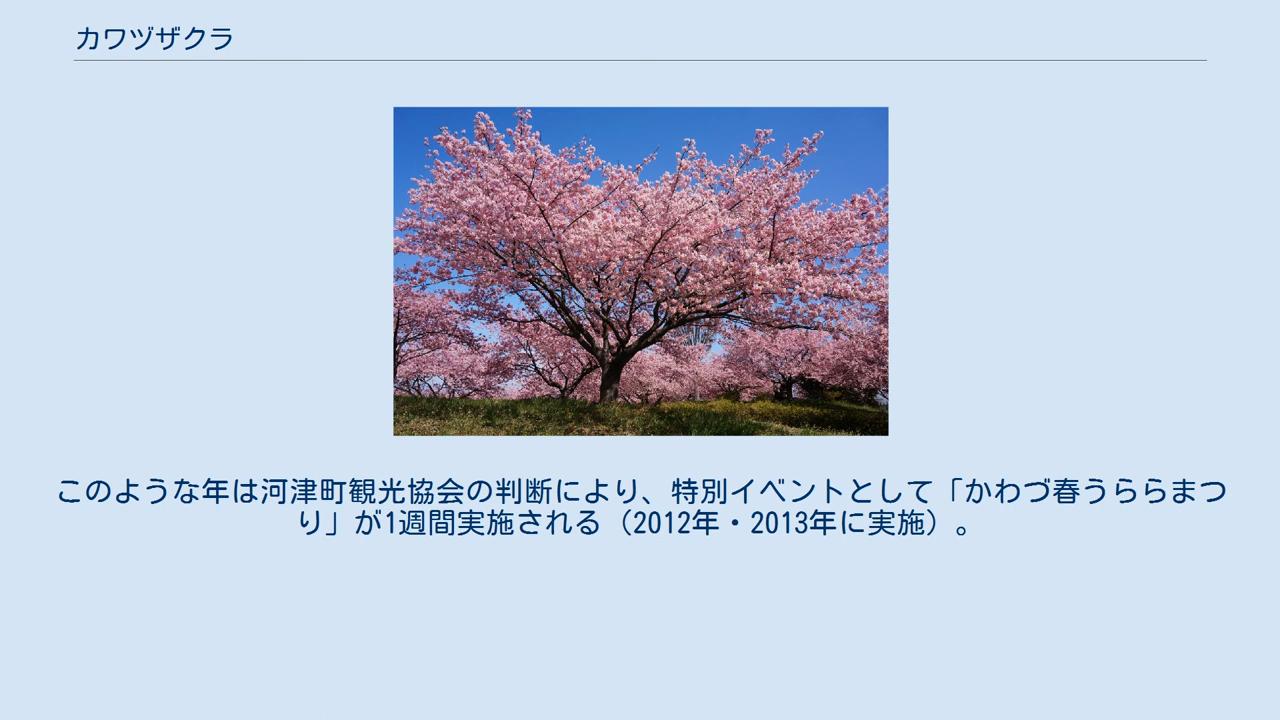 カワヅザクラ
このような年は河津町観光協会の判断により、特別イベントとして「かわづ春うららまつ
り」が1週間実施される（2012年・2013年に実施）。